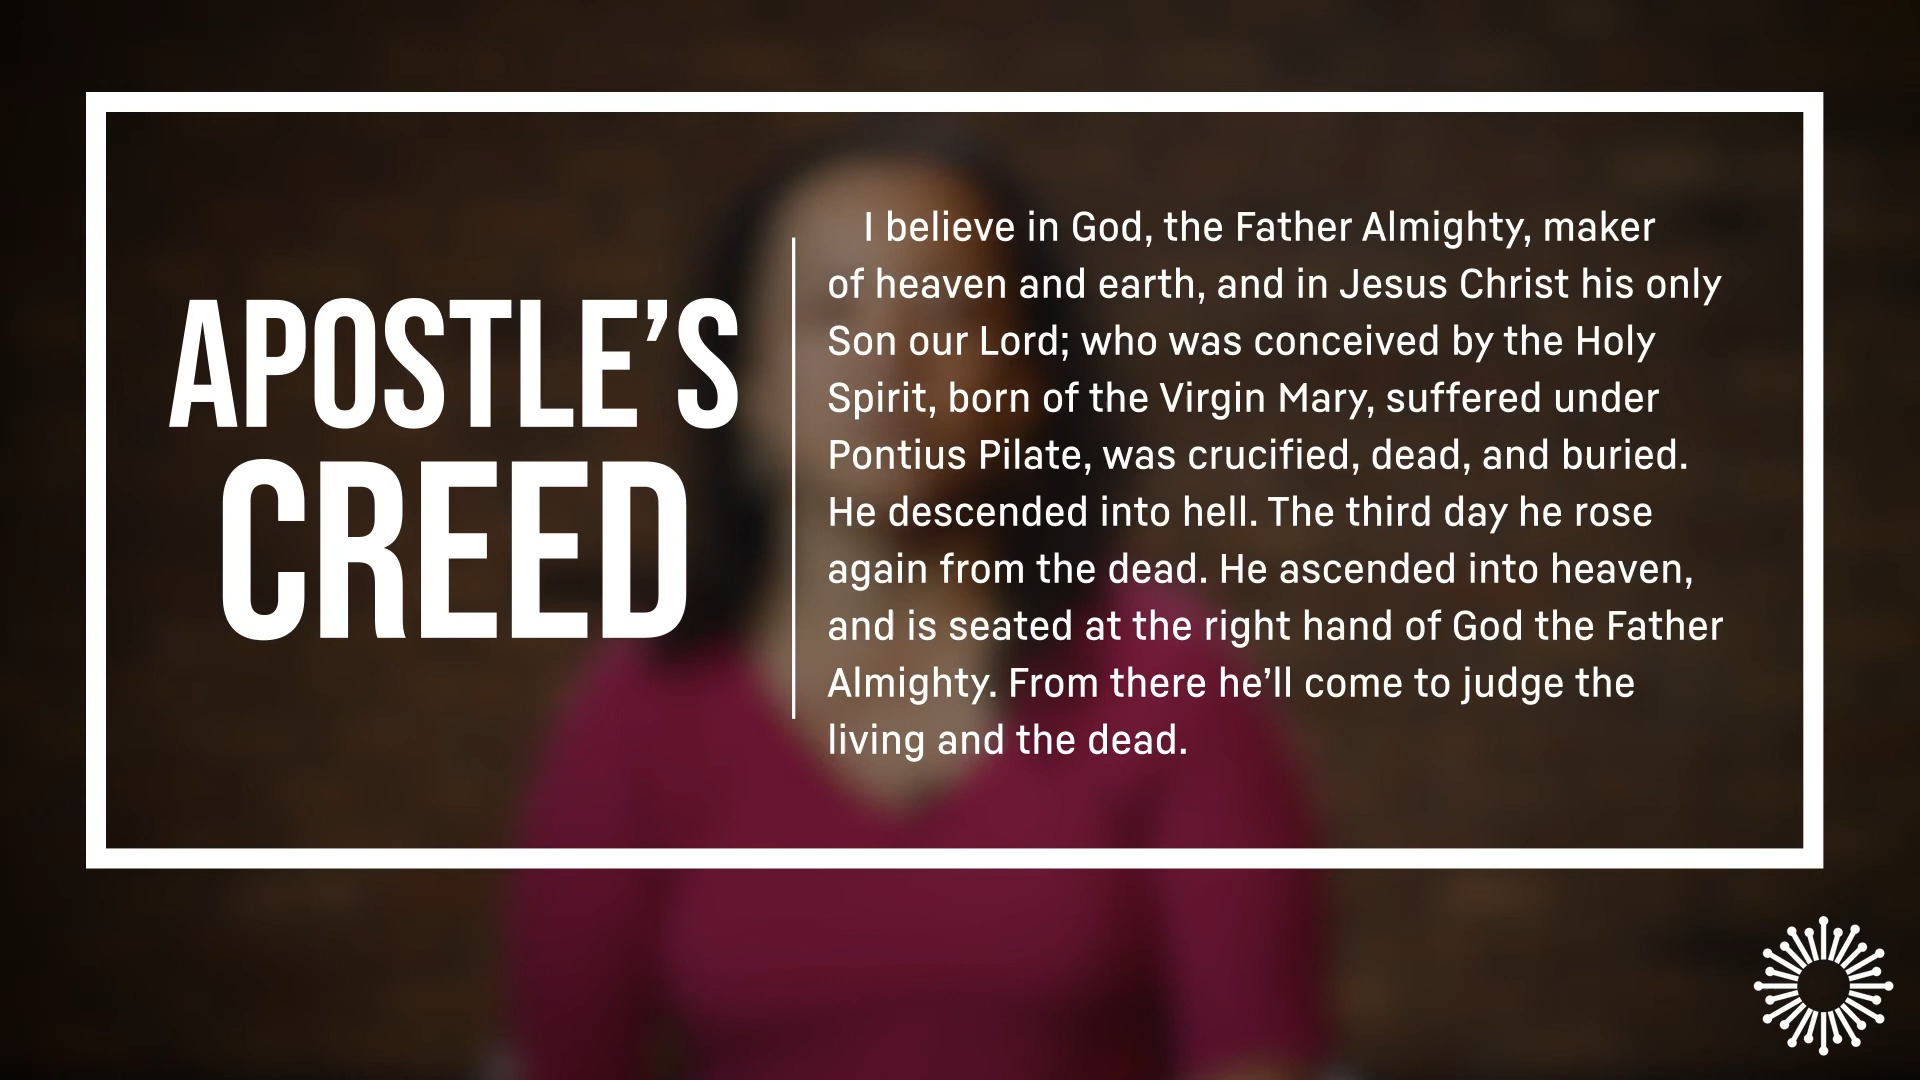 APOSTLE’S
CREED
I believe in God, the Father Almighty, maker
of heaven and earth, and in Jesus Christ his only
Son our Lord; who was conceived by the Holy
Spirit, born of the Virgin Mary, suffered under
Pontius Pilate, was crucified, dead, and buried.
He descended into hell. The third day he rose
again from the dead. He ascended into heaven,
and is seated at the right hand of God the Father
Almighty. From there he’ll come to judge the
living and the dead.